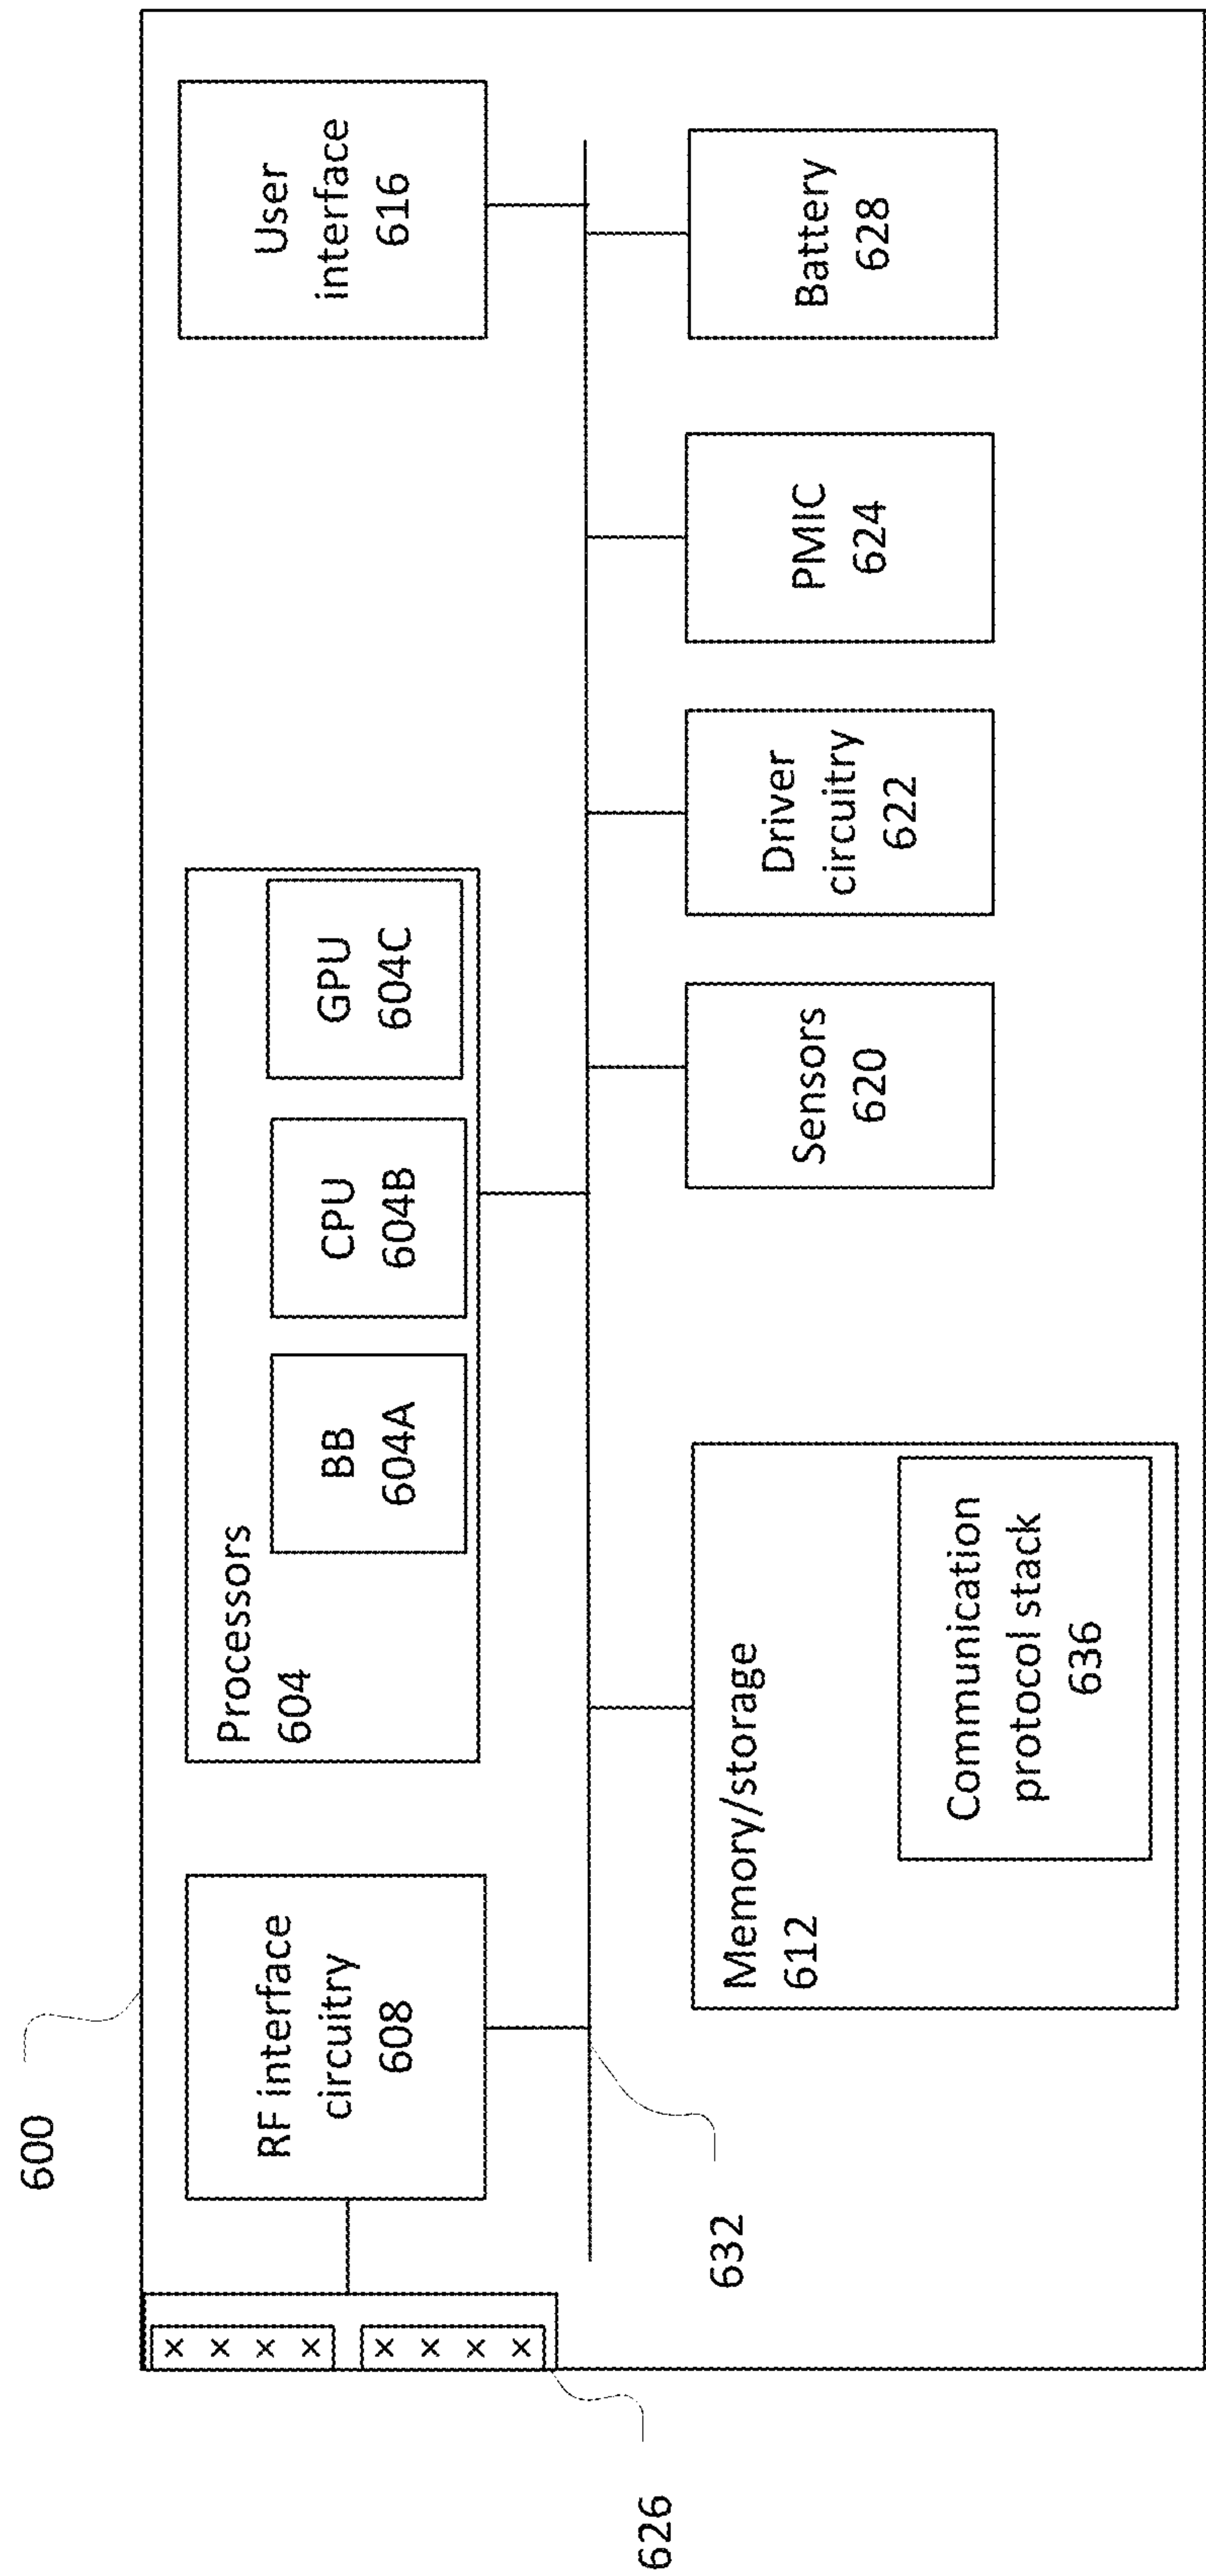 600
RF interface
circuitry
608
Processors
604
BB
604A
CPU
604B
GPU
604C
User
interface
616
x x x x
x x x x
626
632
Memory/storage
612
Communication
protocol stack
636
Sensors
620
Driver
circuitry
622
PMIC
624
Battery
628